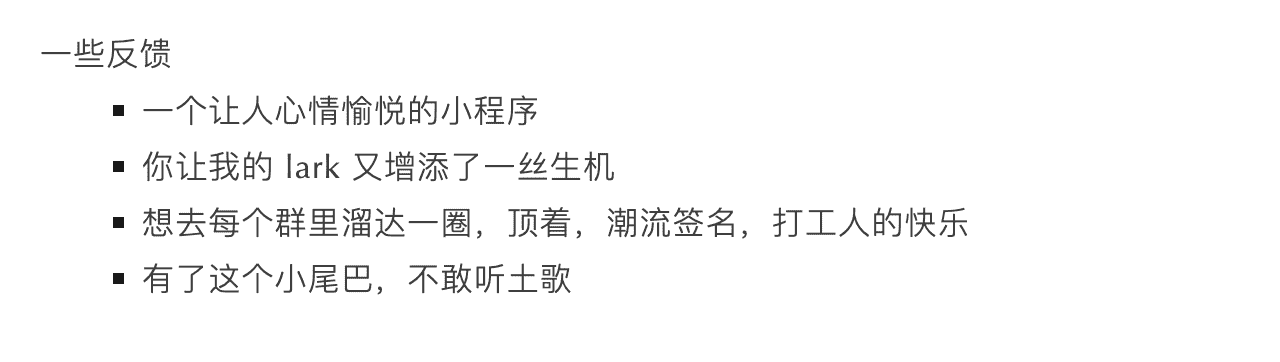 一些反馈
▪ 一个让人心情愉悦的小程序
▪ 你让我的 lark 又增添了一丝生机
▪ 想去每个群里溜达一圈，顶着，潮流签名，打工人的快乐
▪ 有了这个小尾巴，不敢听土歌